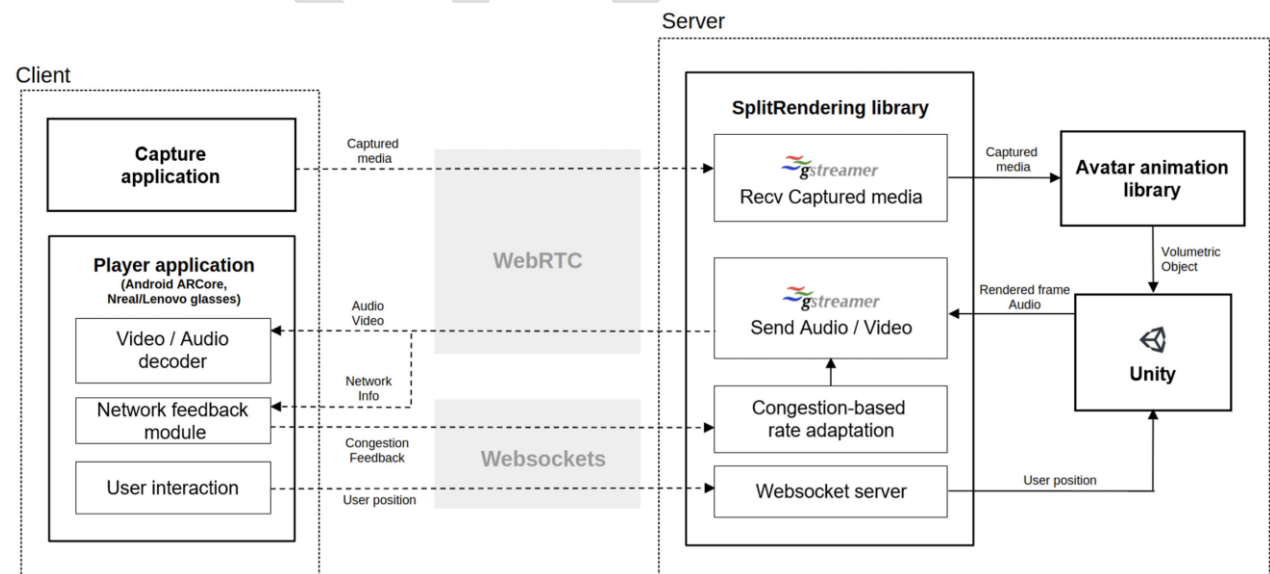 Server
Client
SplitRendering library
Capture
application
Captured
media
gstreamer
Recv Captured media
Captured
media
Avatar animation
library
Player application
(Android ARCore,
Nreal/Lenovo glasses)
WebRTC
Volumetric
Object
Audio
Video
Video / Audio
decoder
gstreamer
Send Audio / Video
Rendered frame
Audio
Unity
Network
Info
Network feedback
module
Congestion
Feedback
Congestion-based
rate adaptation
Websockets
User interaction
User position
Websocket server
User position